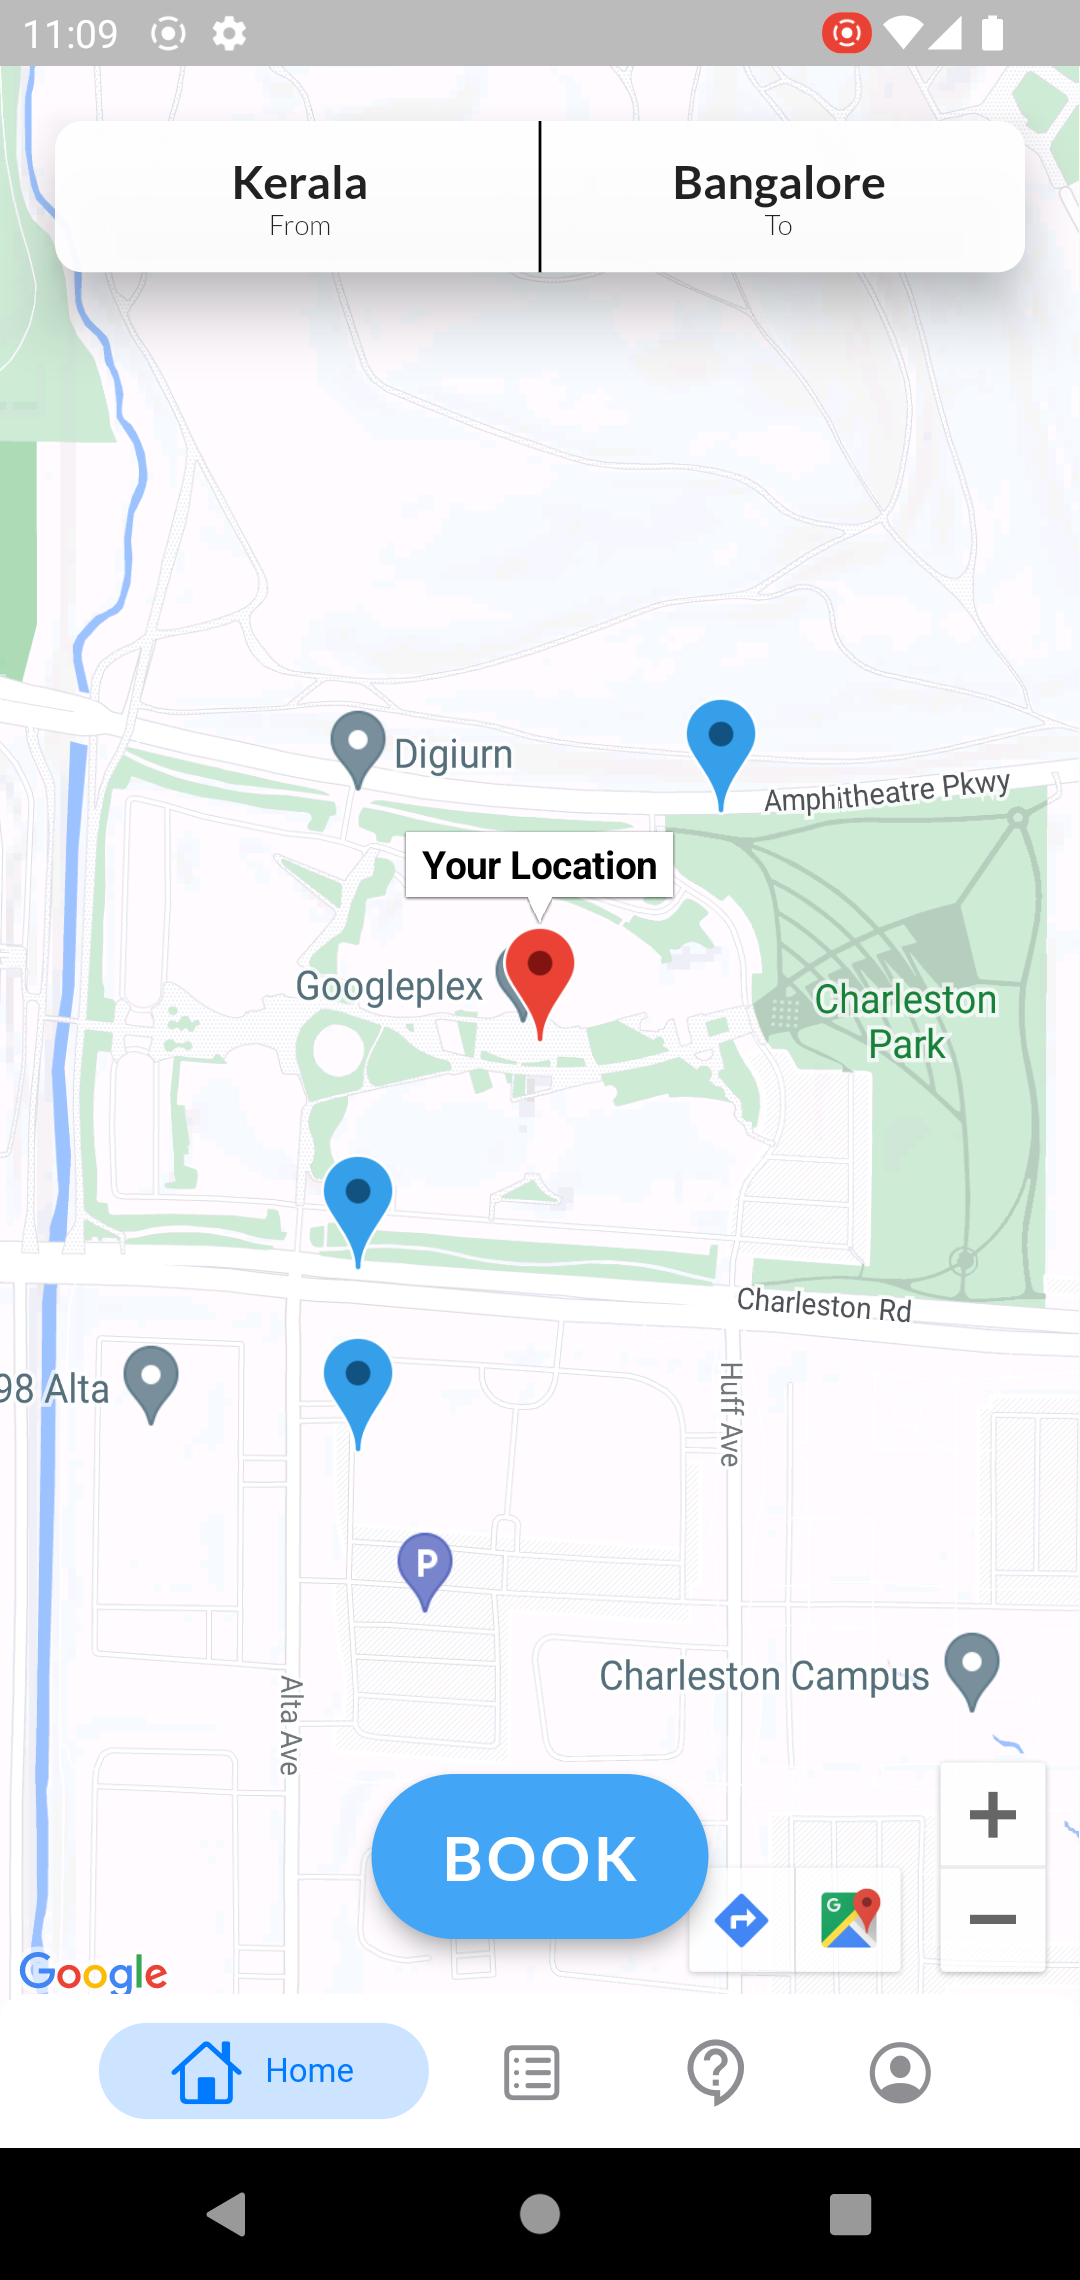 11:09
Kerala
From
Bangalore
To
Digiurn
Amphitheatre Pkwy
Your Location
Googleplex
Charleston
Park
Charleston Rd
98 Alta
Huff Ave
P
Charleston Campus
Alta Ave
BOOK
G
Google
Home